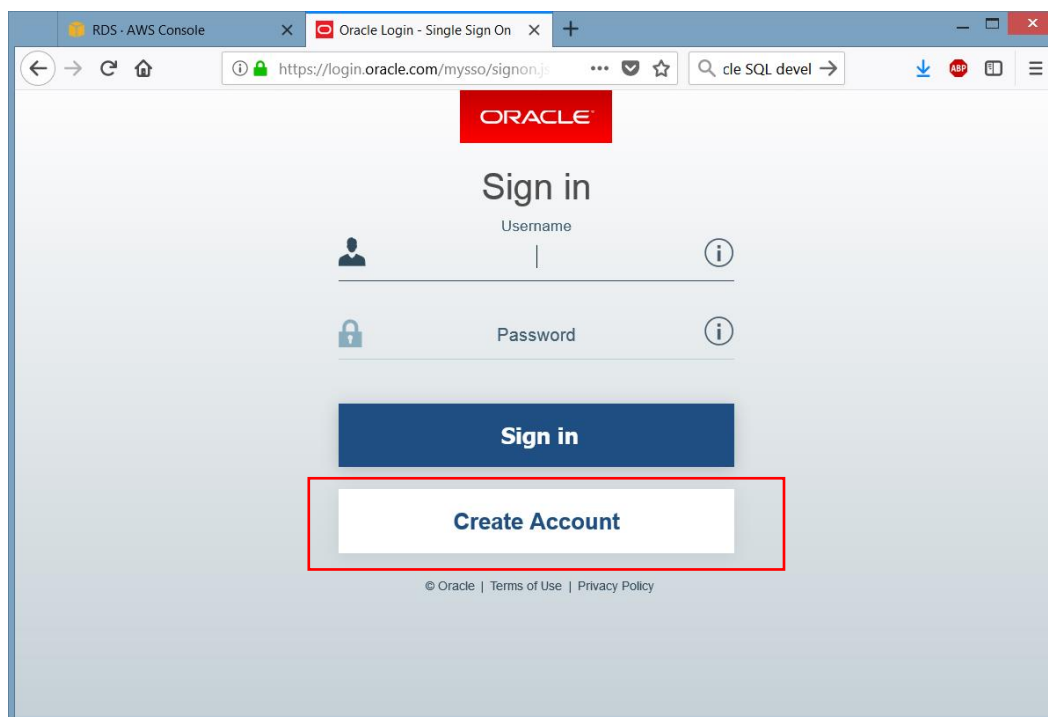 RDS · AWS Console
Oracle Login - Single Sign On
https://login.oracle.com/mysso/signon.js
cle SQL devel
ABP
ORACLE
Sign in
Username
Password
Sign in
Create Account
© Oracle | Terms of Use | Privacy Policy